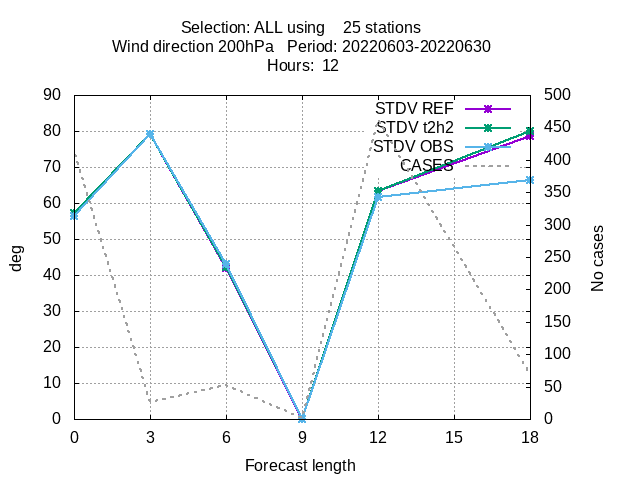 Selection: ALL using    25 stations
Wind direction 200hPa   Period: 20220603-20220630
Hours:  12
STDV REF
STDV t2h2
STDV OBS
CASES
90
80
70
60
50
40
30
20
10
0
500
450
400
350
300
250
200
150
100
50
0
deg
No cases
0 3 6 9 12 15 18
Forecast length